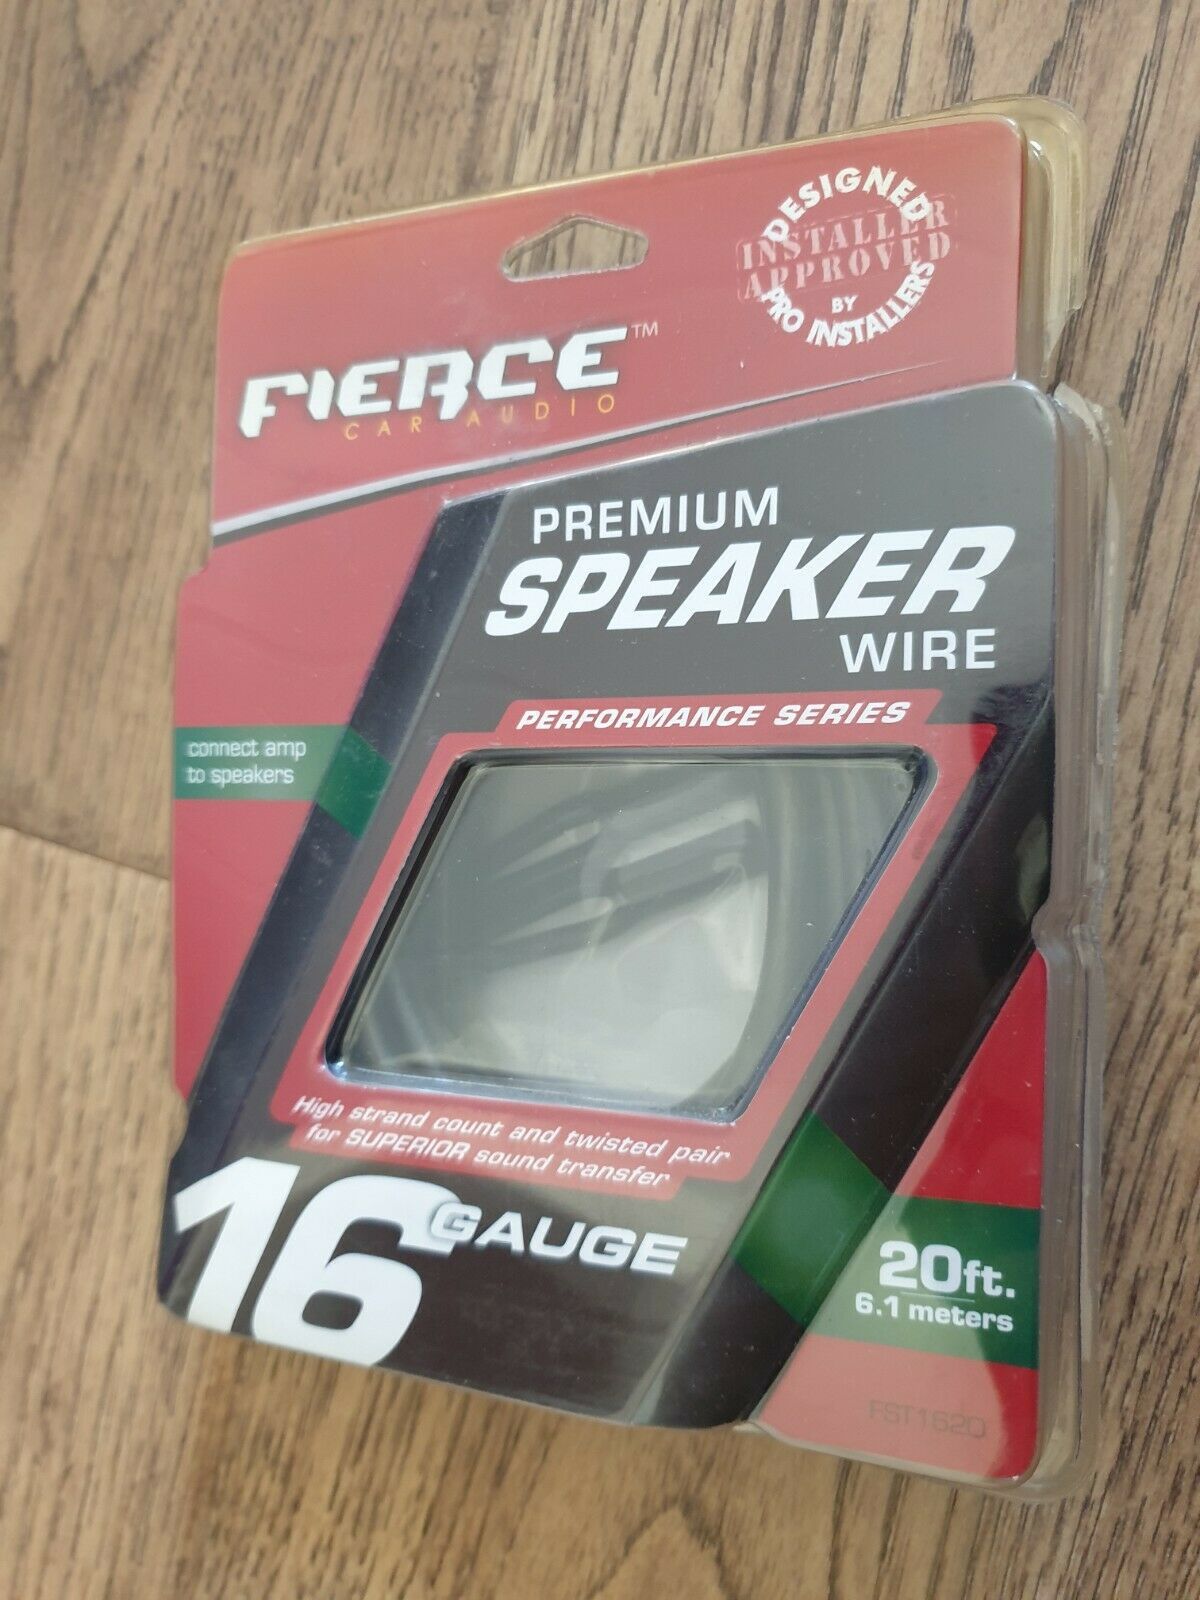 DESIGNED
INSTALLER
APPROVED
BY
PRO INSTALLERS
FIERCE™
CAR AUDIO
PREMIUM
SPEAKER
WIRE
PERFORMANCE SERIES
connect amp
to speakers
High strand count and twisted pair
for SUPERIOR sound transfer
16 GAUGE
20ft.
6.1 meters
FST1620